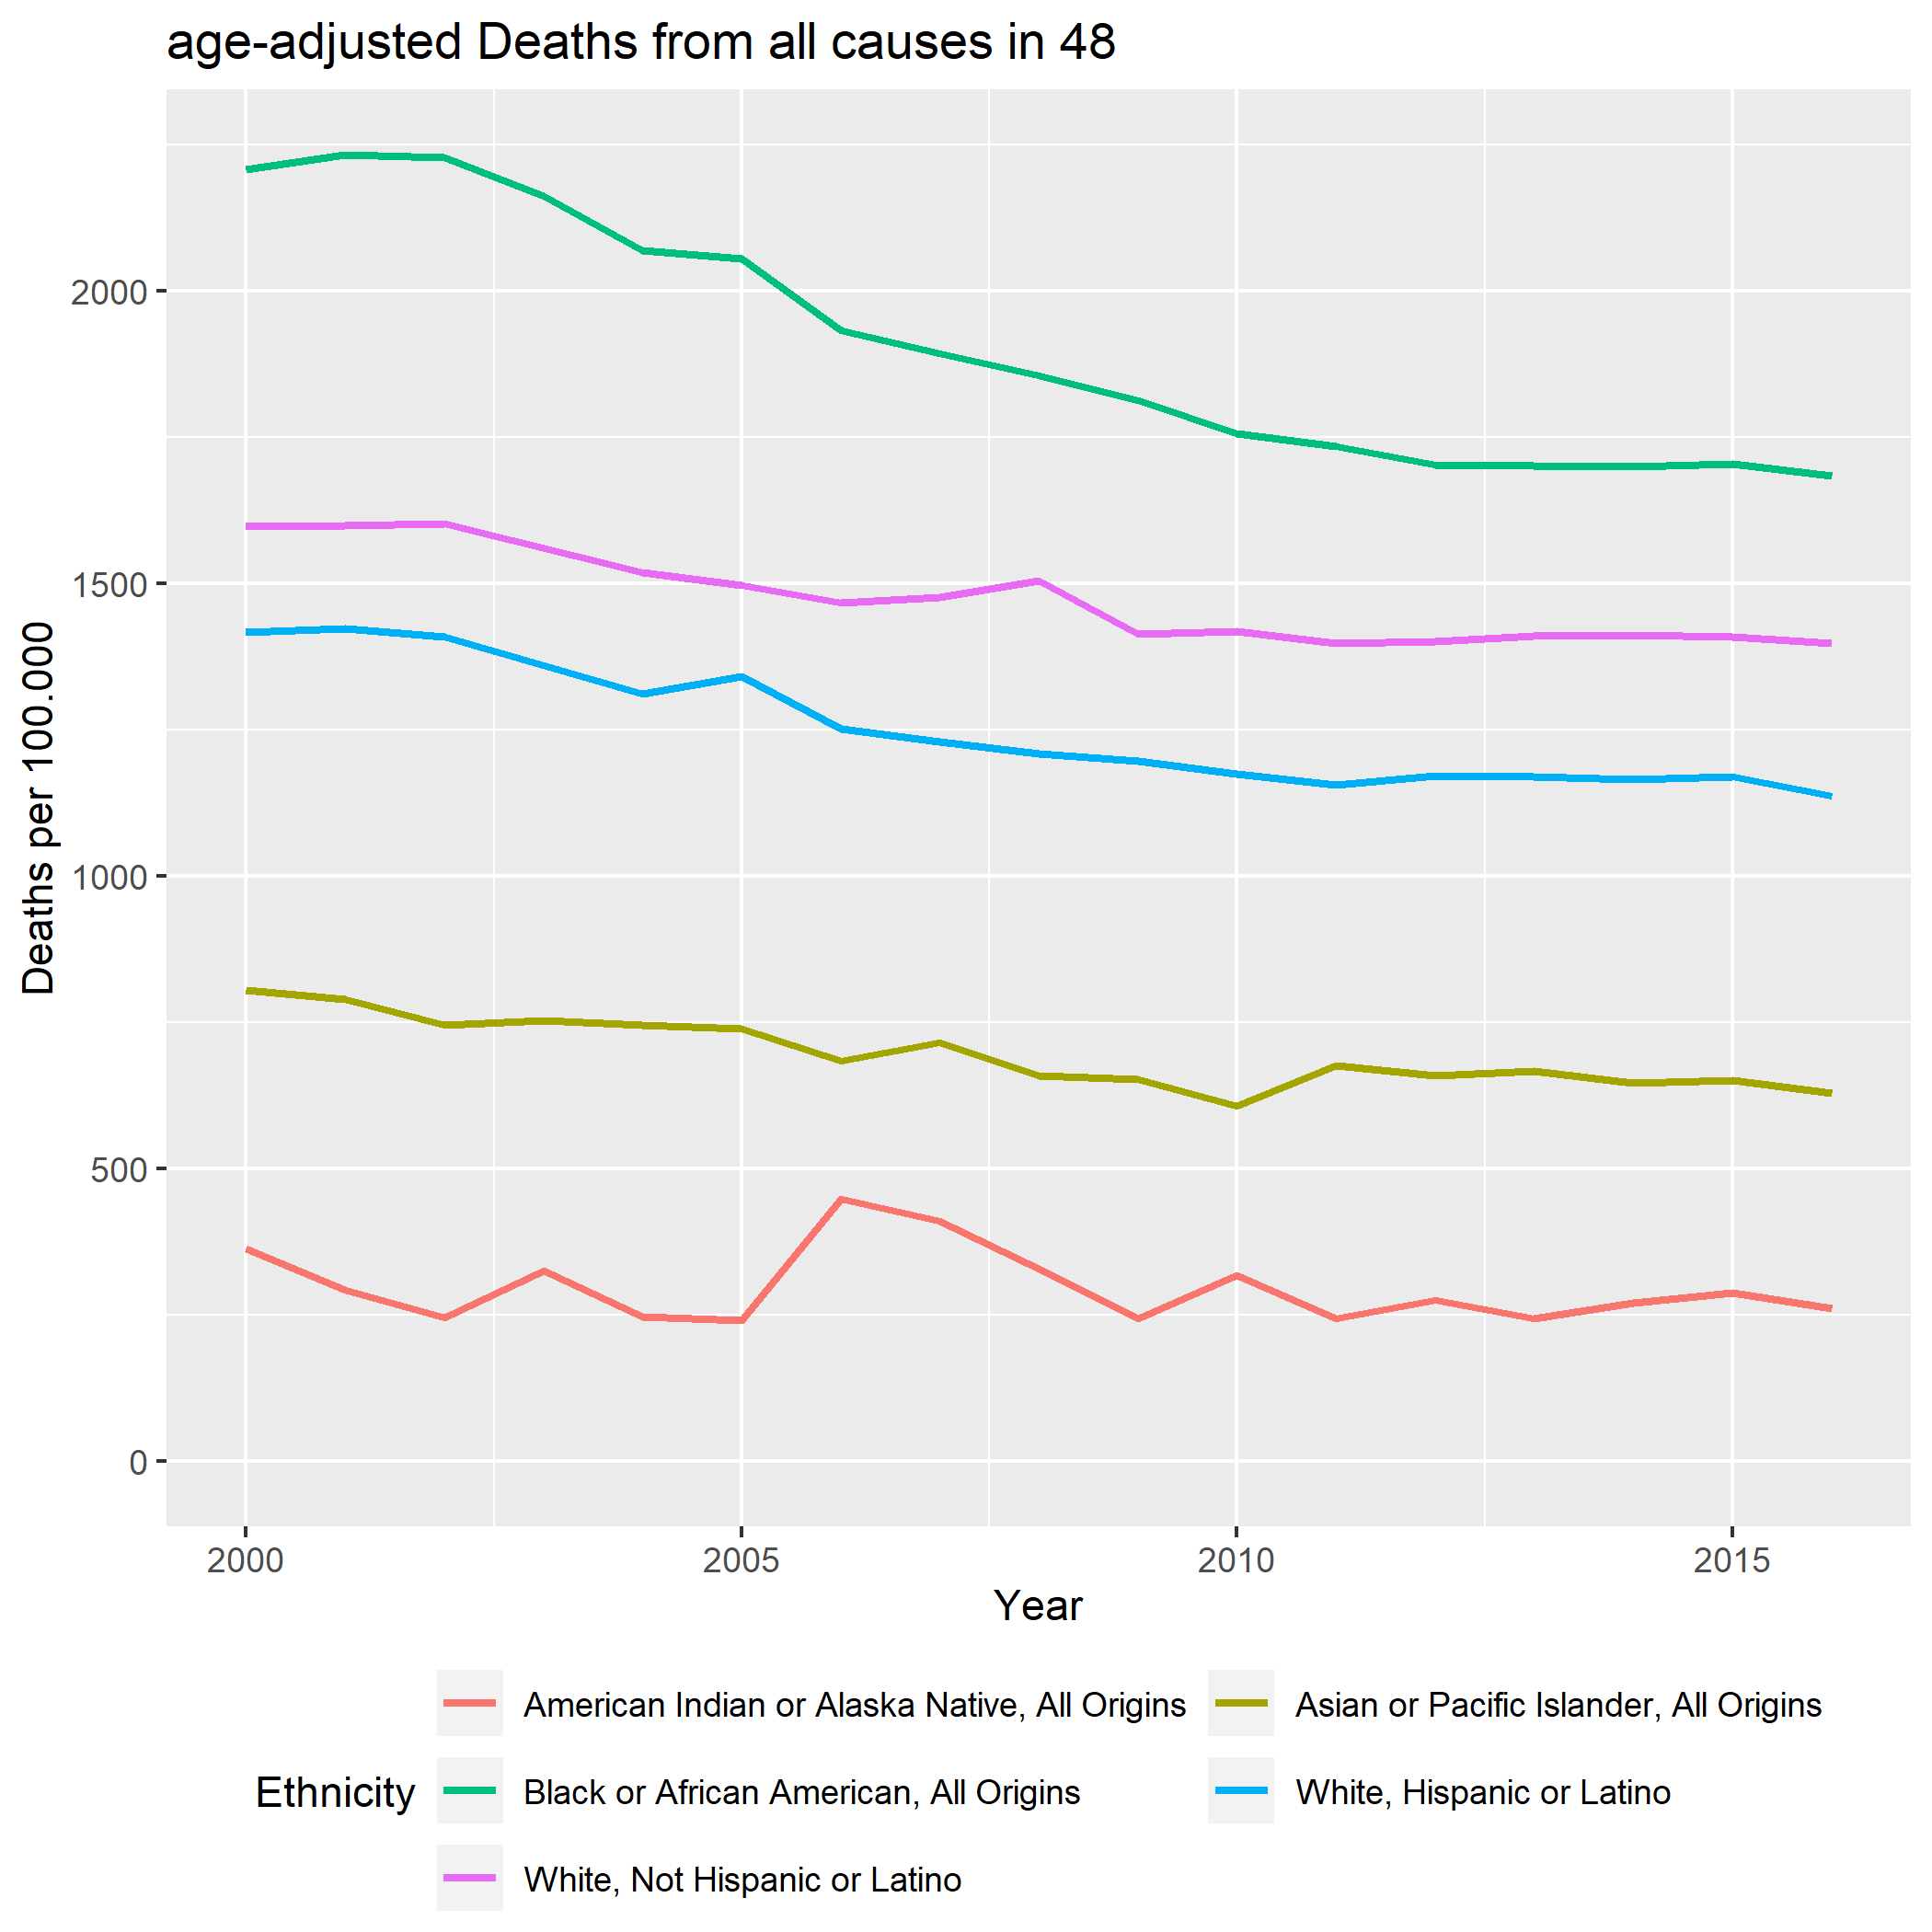 age-adjusted Deaths from all causes in 48
Deaths per 100.000
2000
1500
1000
500
0
2000
2005
2010
2015
Year
Ethnicity
American Indian or Alaska Native, All Origins
Asian or Pacific Islander, All Origins
Black or African American, All Origins
White, Hispanic or Latino
White, Not Hispanic or Latino